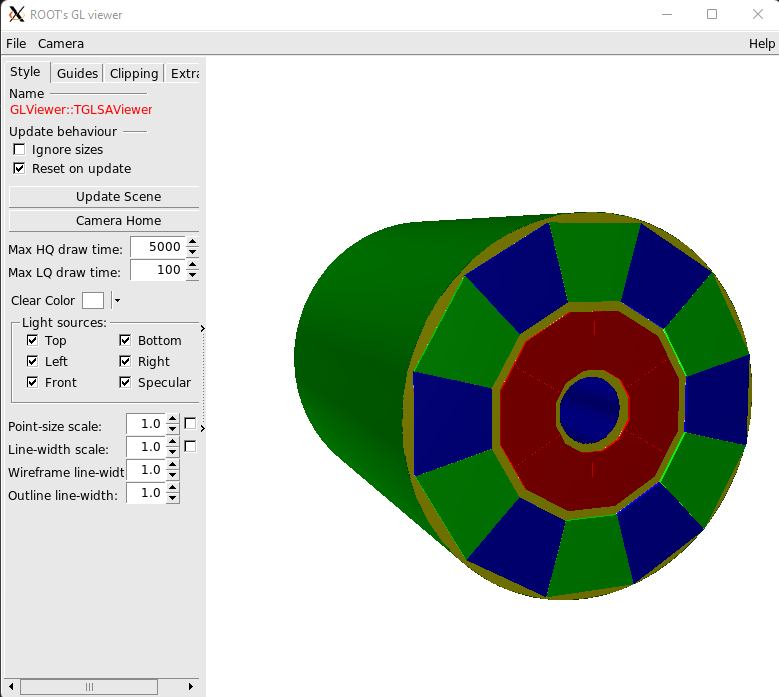 ROOT's GL viewer
File Camera Help
Style Guides Clipping Extra
Name
GLViewer::TGLSAViewer
Update behaviour
Ignore sizes
Reset on update
Update Scene
Camera Home
Max HQ draw time: 5000
Max LQ draw time: 100
Clear Color
Light sources:
Top Bottom
Left Right
Front Specular
Point-size scale: 1.0
Line-width scale: 1.0
Wireframe line-widt 1.0
Outline line-width: 1.0